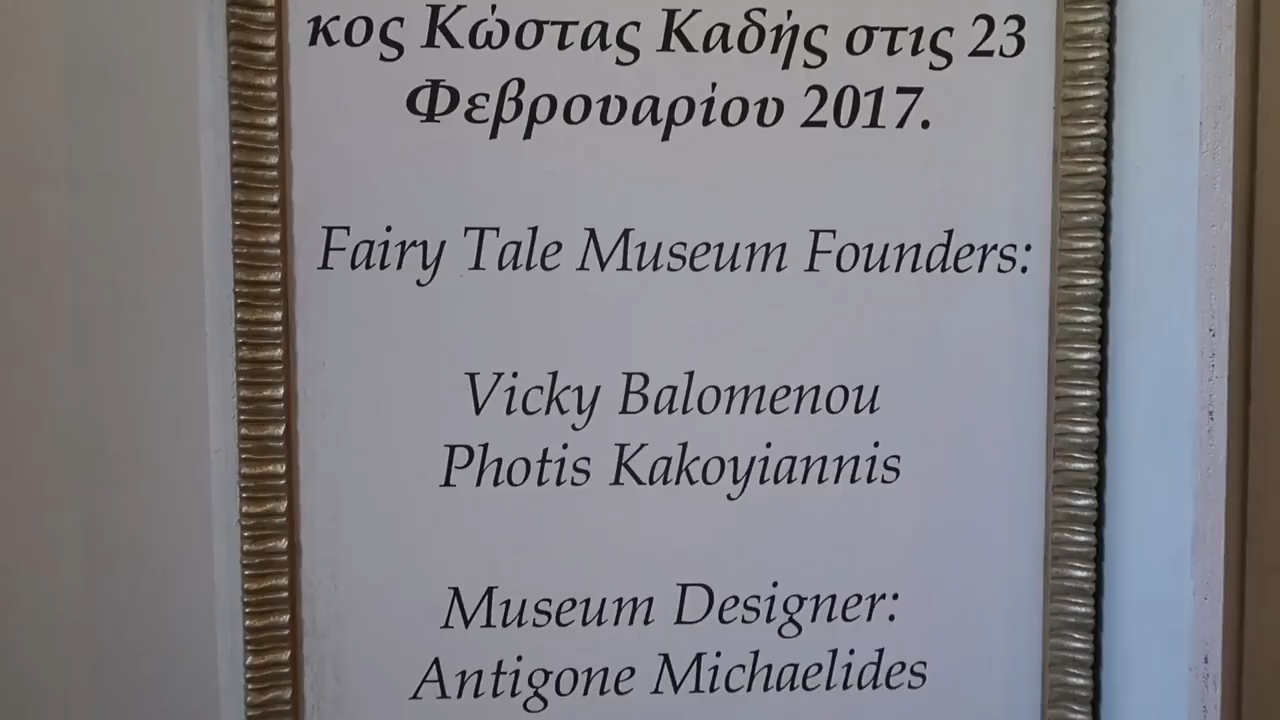 κος Κώστας Καδής στις 23
Φεβρουαρίου 2017.
Fairy Tale Museum Founders:
Vicky Balomenou
Photis Kakoyiannis
Museum Designer:
Antigone Michaelides